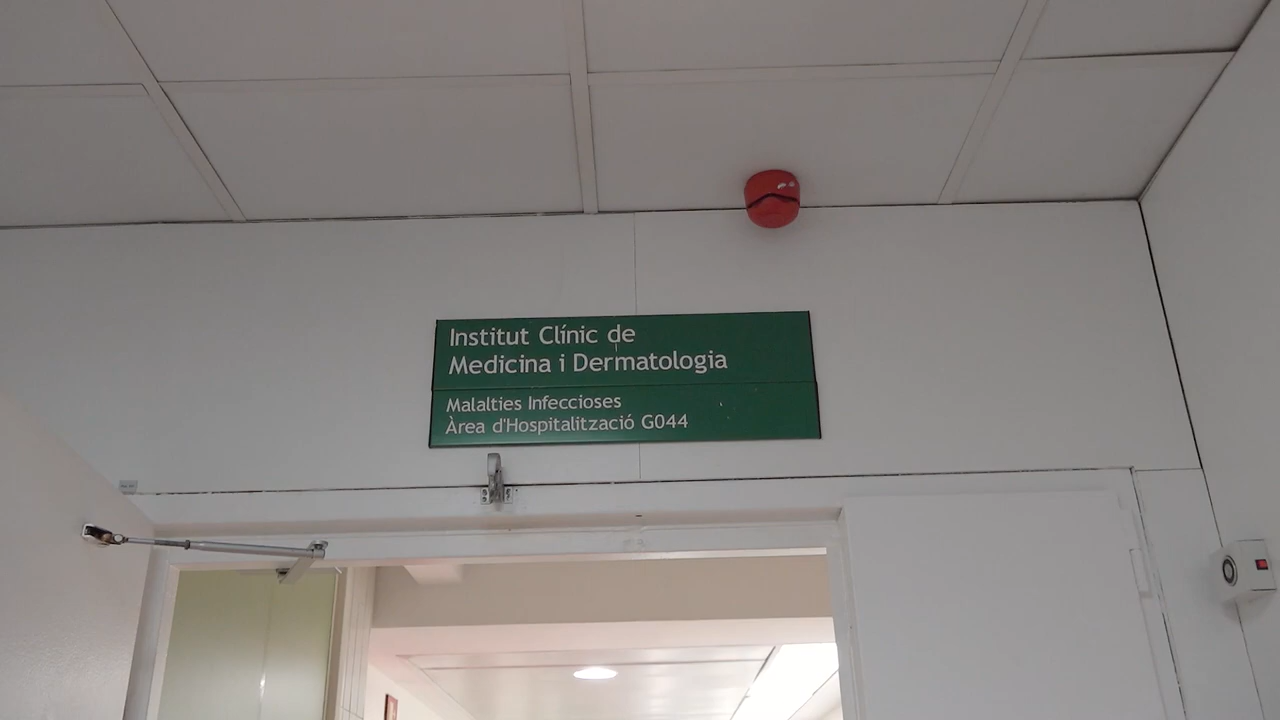 Institut Clínic de
Medicina i Dermatologia
Malalties Infeccioses
Àrea d'Hospitalització G044